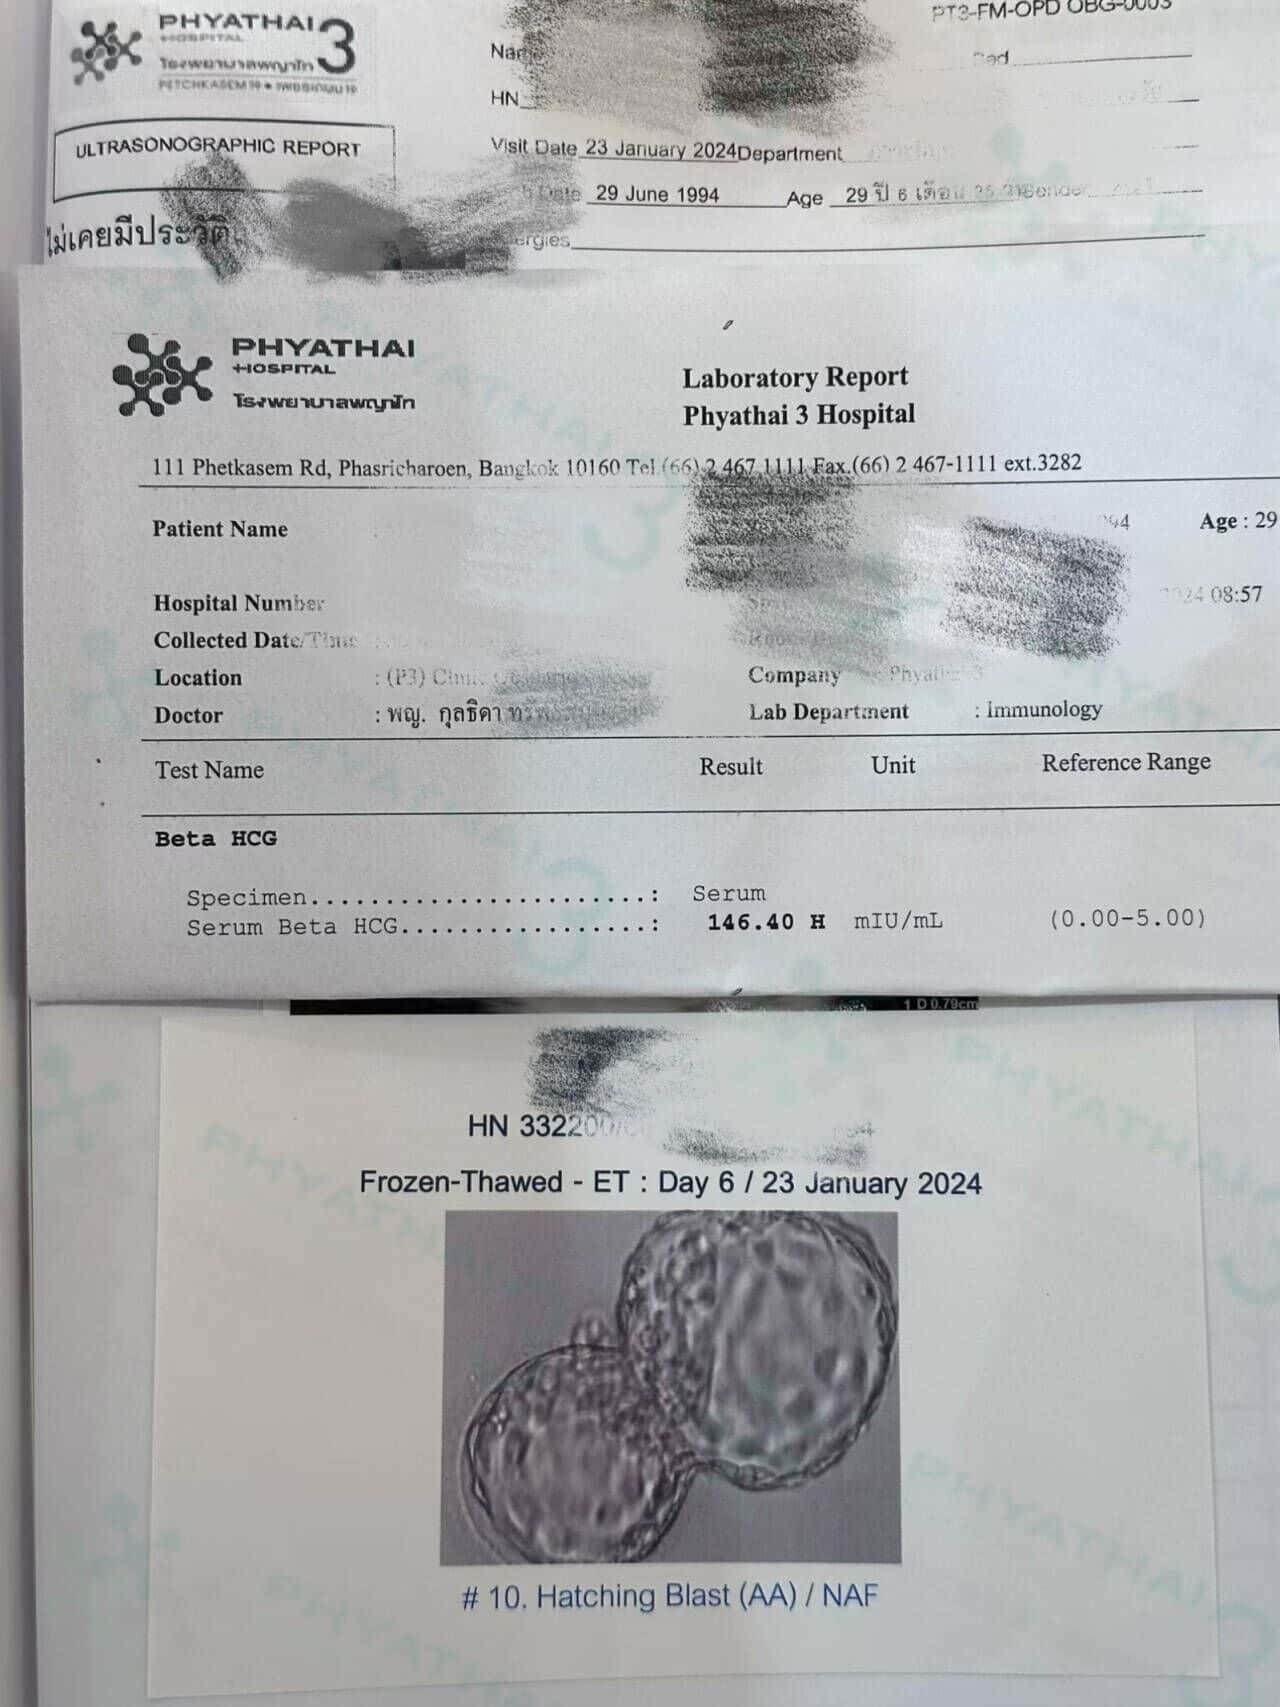 PHYATHAI 3
HOSPITAL
โรงพยาบาลพญาไท
PETCHKASEM 19 • เพชรเกษม 19
PT3-FM-OPD OBG-0003
HN
ULTRASONOGRAPHIC REPORT
Visit Date 23 January 2024 Department
Date 29 June 1994 Age 29 ปี 6 เดือน 25
ไม่เคยมีประวัติ
PHYATHAI
HOSPITAL
โรงพยาบาลพญาไท
Laboratory Report
Phyathai 3 Hospital
111 Phetkasem Rd, Phasricharoen, Bangkok 10160 Tel (66) 2 467 1111 Fax.(66) 2 467-1111 ext.3282
Patient Name Age : 29
Hospital Number 08:57
Collected Date/Time
Location : (P3) Company
Doctor : พญ. กุลธิดา Lab Department : Immunology
Test Name Result Unit Reference Range
Beta HCG
Specimen........................: Serum
Serum Beta HCG..................: 146.40 H mIU/mL (0.00-5.00)
1 D 0.79cm
HN
Frozen-Thawed - ET : Day 6 / 23 January 2024
# 10. Hatching Blast (AA) / NAF